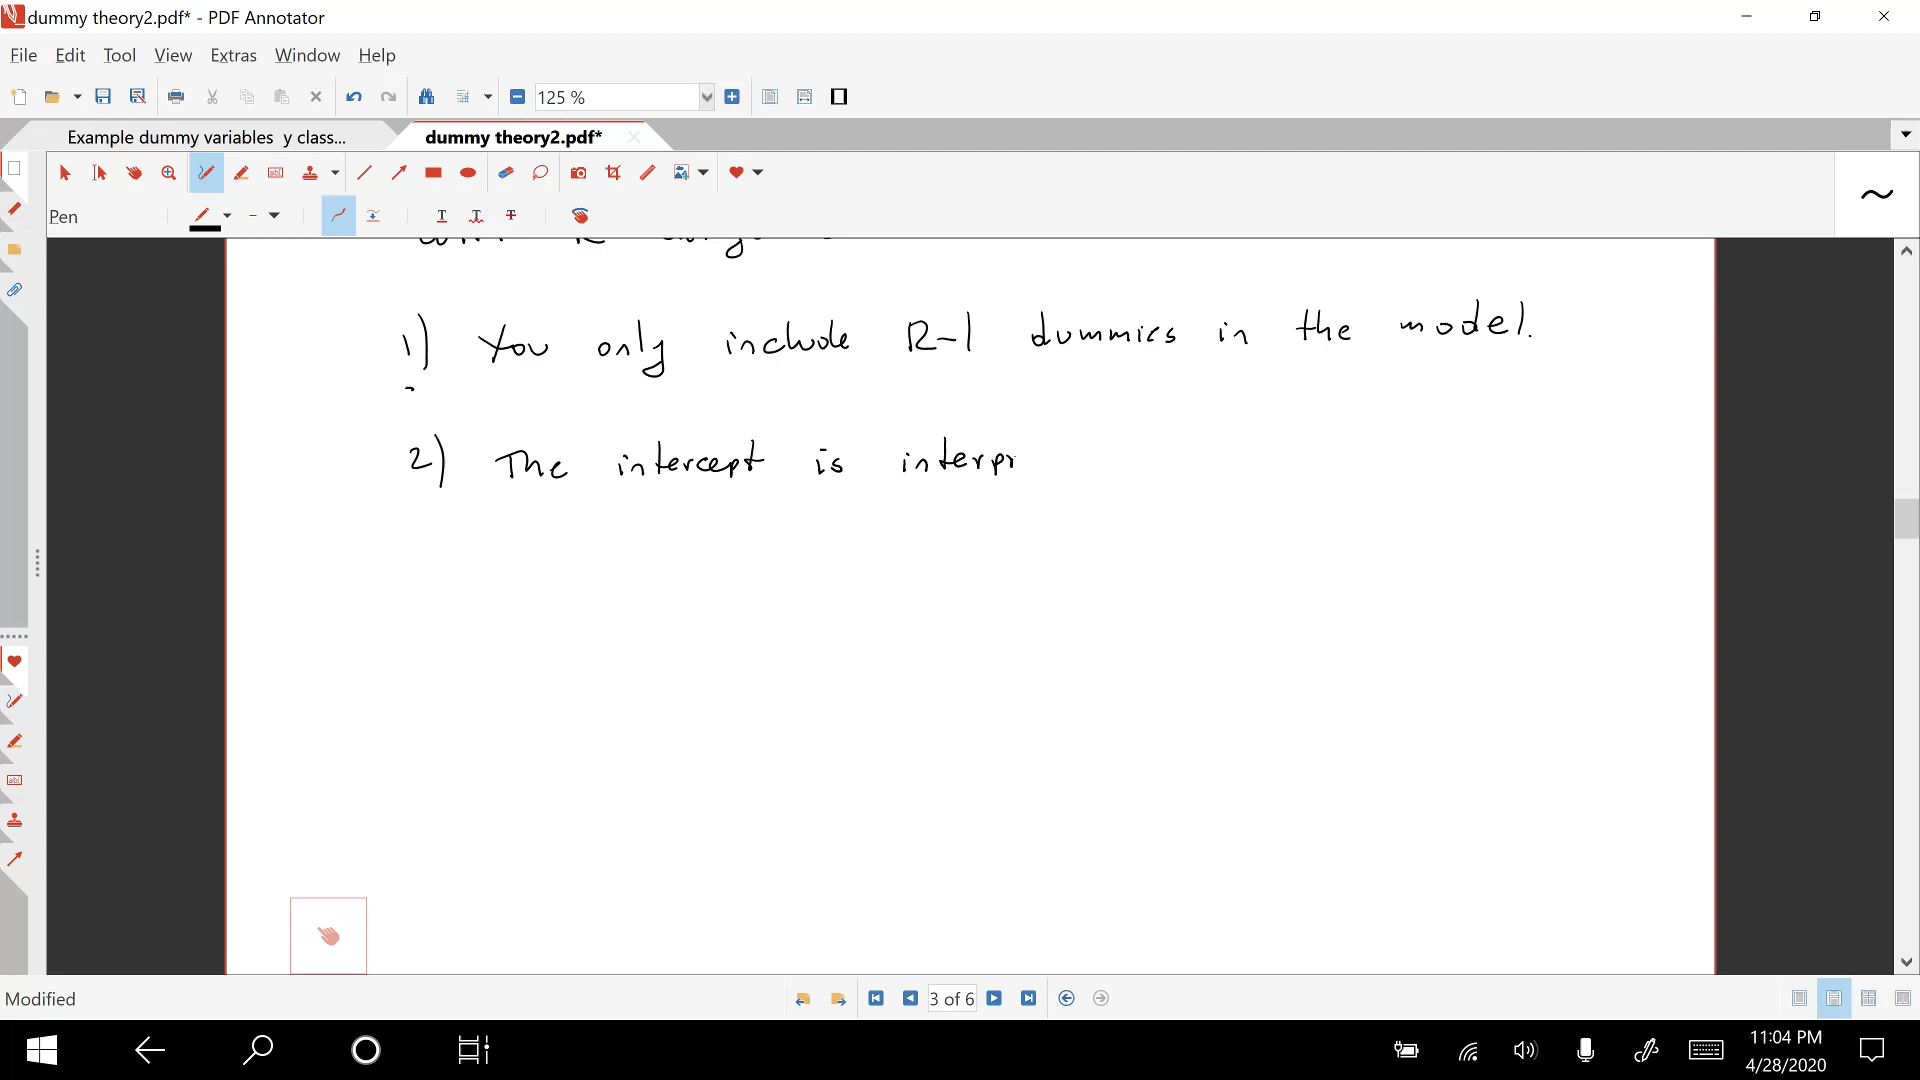 dummy theory2.pdf* - PDF Annotator
File Edit Tool View Extras Window Help
125 %
Example dummy variables y class...
dummy theory2.pdf*
Pen
1) You only include R-1 dummies in the model.
2) The intercept is interpr
Modified
3 of 6
11:04 PM
4/28/2020